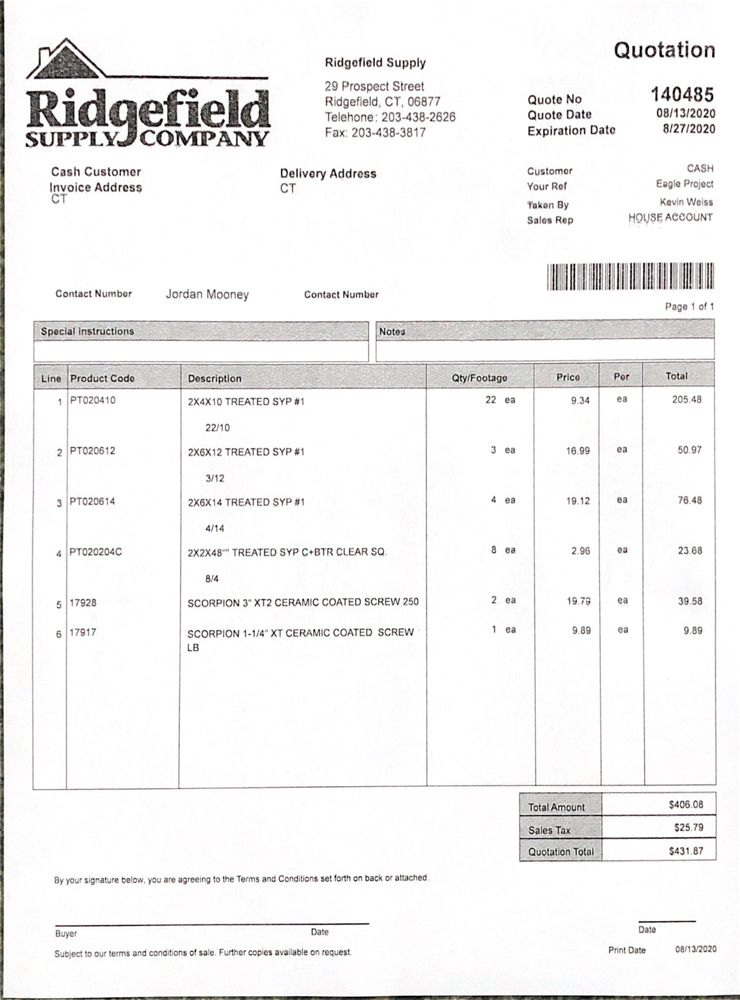 Quotation
Ridgefield
SUPPLY COMPANY
Ridgefield Supply
29 Prospect Street
Ridgefield, CT, 06877
Telehone: 203-438-2626
Fax: 203-438-3817
Quote No 140485
Quote Date 08/13/2020
Expiration Date 8/27/2020
Cash Customer
Invoice Address
CT
Delivery Address
CT
Customer CASH
Your Ref Eagle Project
Taken By Kevin Weiss
Sales Rep HOUSE ACCOUNT
Contact Number Jordan Mooney Contact Number
Page 1 of 1
Special Instructions Notes
Line Product Code Description Qty/Footage Price Per Total
1 PT020410 2X4X10 TREATED SYP #1 22 ea 9.34 ea 205.48
22/10
2 PT020612 2X6X12 TREATED SYP #1 3 ea 16.99 ea 50.97
3/12
3 PT020614 2X6X14 TREATED SYP #1 4 ea 19.12 ea 76.48
4/14
4 PT020204C 2X2X48"" TREATED SYP C+BTR CLEAR SQ. 8 ea 2.96 ea 23.68
8/4
5 17928 SCORPION 3" XT2 CERAMIC COATED SCREW 250 2 ea 19.79 ea 39.58
6 17917 SCORPION 1-1/4" XT CERAMIC COATED SCREW 1 ea 9.89 ea 9.89
LB
Total Amount $406.08
Sales Tax $25.79
Quotation Total $431.87
By your signature below, you are agreeing to the Terms and Conditions set forth on back or attached.
Buyer Date Date
Subject to our terms and conditions of sale. Further copies available on request.
Print Date 08/13/2020